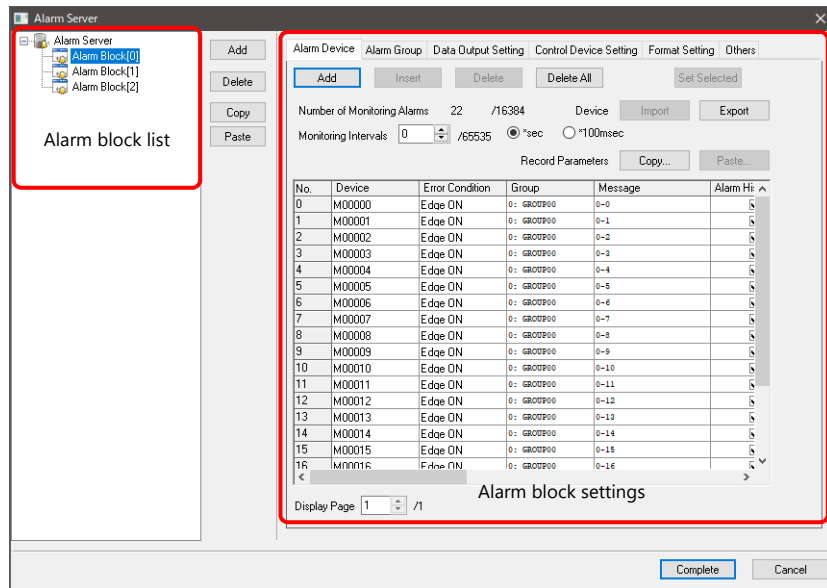 Alarm Server
Alarm Server
Alarm Block[0]
Alarm Block[1]
Alarm Block[2]
Alarm block list
Add
Delete
Copy
Paste
Alarm Device Alarm Group Data Output Setting Control Device Setting Format Setting Others
Add Insert Delete Delete All Set Selected
Number of Monitoring Alarms 22 /16384 Device Import Export
Monitoring Intervals 0 /65535 *sec *100msec
Record Parameters Copy... Paste...
No. Device Error Condition Group Message Alarm His
0 M00000 Edge ON 0: GROUP00 0-0
1 M00001 Edge ON 0: GROUP00 0-1
2 M00002 Edge ON 0: GROUP00 0-2
3 M00003 Edge ON 0: GROUP00 0-3
4 M00004 Edge ON 0: GROUP00 0-4
5 M00005 Edge ON 0: GROUP00 0-5
6 M00006 Edge ON 0: GROUP00 0-6
7 M00007 Edge ON 0: GROUP00 0-7
8 M00008 Edge ON 0: GROUP00 0-8
9 M00009 Edge ON 0: GROUP00 0-9
10 M00010 Edge ON 0: GROUP00 0-10
11 M00011 Edge ON 0: GROUP00 0-11
12 M00012 Edge ON 0: GROUP00 0-12
13 M00013 Edge ON 0: GROUP00 0-13
14 M00014 Edge ON 0: GROUP00 0-14
15 M00015 Edge ON 0: GROUP00 0-15
16 M00016 Edge ON 0: GROUP00 0-16
Alarm block settings
Display Page 1 /1
Complete Cancel